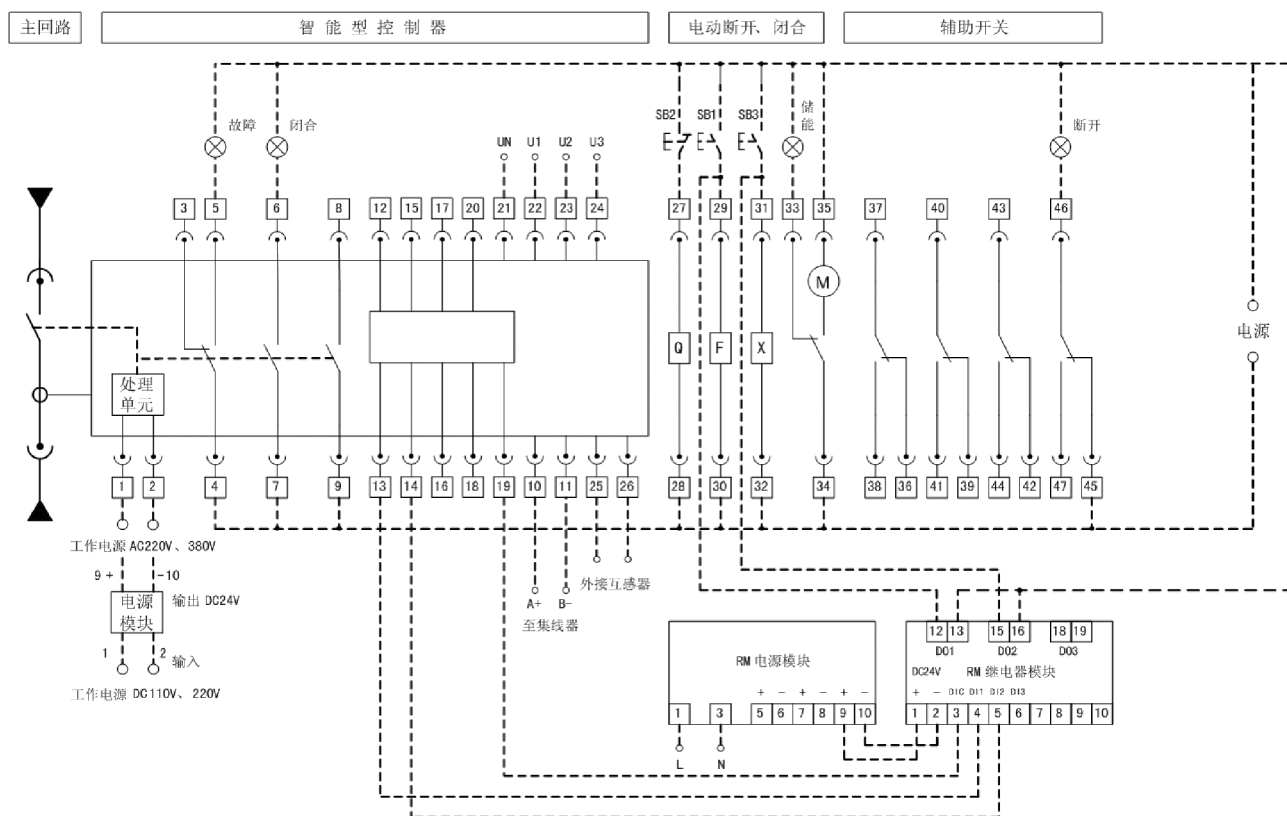 主回路 智能型控制器 电动断开、闭合 辅助开关
SB2 SB1 SB3 储能
故障 闭合 断开
UN U1 U2 U3
3 5 6 8 12 15 17 20 21 22 23 24 27 29 31 33 35 37 40 43 46
M
Q F X
电源
处理
单元
1 2 4 7 9 13 14 16 18 19 10 11 25 26 28 30 32 34 38 36 41 39 44 42 47 45
工作电源 AC220V、380V
外接互感器
9 + -10
A+ B-
电源
模块
输出 DC24V
至集线器
12 13 15 16 18 19
DO1 DO2 DO3
1 2 输入
RM 电源模块
DC24V RM 继电器模块
工作电源 DC110V、220V
+ - + - + -
+ - DIC DI1 DI2 DI3
1 3 5 6 7 8 9 10
1 2 3 4 5 6 7 8 9 10
L N